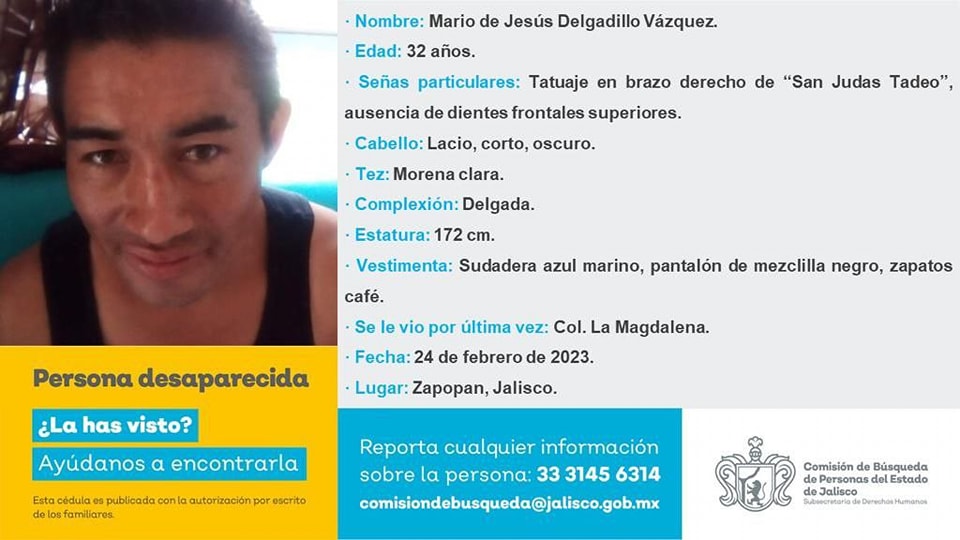 · Nombre: Mario de Jesús Delgadillo Vázquez.
· Edad: 32 años.
· Señas particulares: Tatuaje en brazo derecho de “San Judas Tadeo”,
ausencia de dientes frontales superiores.
· Cabello: Lacio, corto, oscuro.
· Tez: Morena clara.
· Complexión: Delgada.
· Estatura: 172 cm.
· Vestimenta: Sudadera azul marino, pantalón de mezclilla negro, zapatos
café.
· Se le vio por última vez: Col. La Magdalena.
· Fecha: 24 de febrero de 2023.
· Lugar: Zapopan, Jalisco.
Persona desaparecida
¿La has visto?
Ayúdanos a encontrarla
Esta cédula es publicada con la autorización por escrito
de los familiares.
Reporta cualquier información
sobre la persona: 33 3145 6314
comisiondebusqueda@jalisco.gob.mx
Comisión de Búsqueda
de Personas del Estado
de Jalisco
Subsecretaría de Derechos Humanos